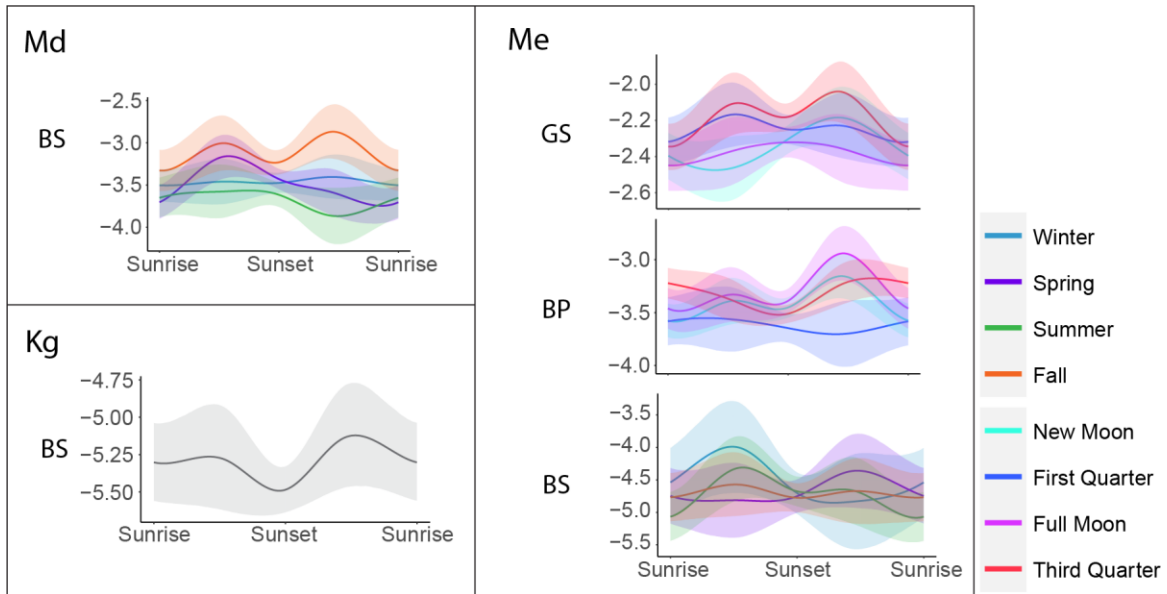 Md
BS
−2.5
−3.0
−3.5
−4.0
Sunrise Sunset Sunrise
Kg
BS
−4.75
−5.00
−5.25
−5.50
Sunrise Sunset Sunrise
Me
GS
−2.0
−2.2
−2.4
−2.6
BP
−3.0
−3.5
−4.0
BS
−3.5
−4.0
−4.5
−5.0
−5.5
Sunrise Sunset Sunrise
Winter
Spring
Summer
Fall
New Moon
First Quarter
Full Moon
Third Quarter